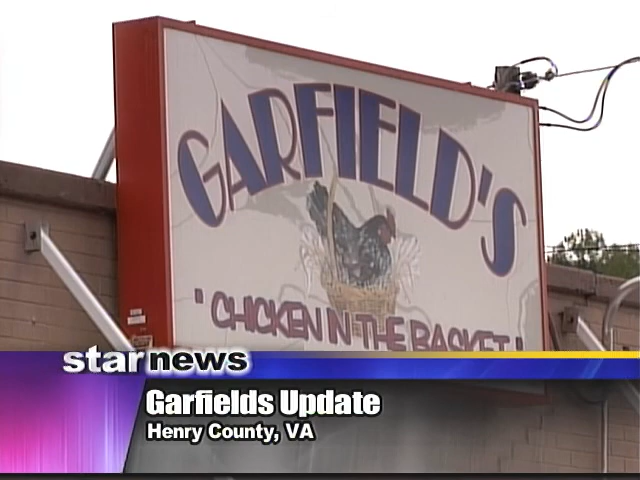 GARFIELD'S
"CHICKEN N THE BASKET"
starnews
Garfields Update
Henry County, VA